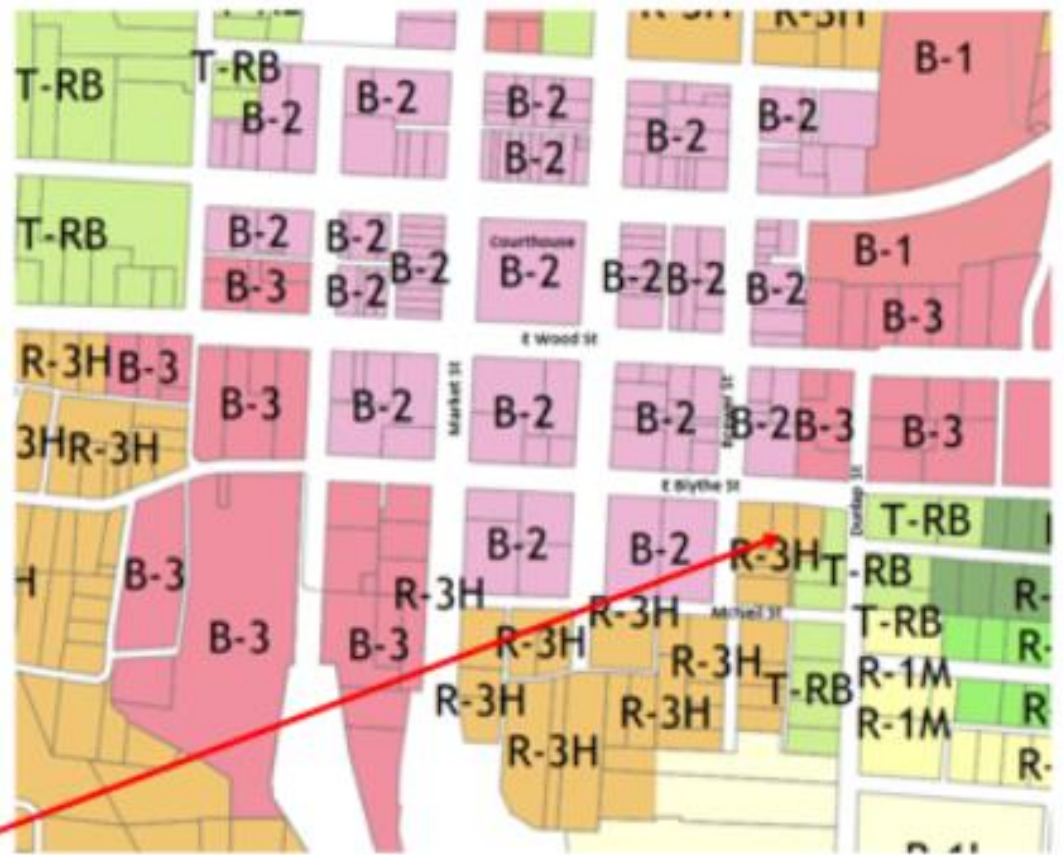 R-3H
B-1
T-RB
T-RB
B-2
B-2
B-2
B-2
B-2
B-2
T-RB
B-2
B-3
B-2
B-2
B-2
Courthouse
B-2
B-2
B-2
B-2
B-1
B-3
E Wood St
R-3H
B-3
3H
R-3H
B-3
B-2
Market St
B-2
B-2
B-2
B-3
B-3
E Blythe St
Dunlap St
T-RB
H
B-3
B-3
B-3
R-3H
B-2
B-2
R-3H
T-RB
R-
McNeil St
R-3H
R-3H
R-3H
R-3H
R-3H
R-3H
T-RB
T-RB
R-
R-1M
R-1M
R
R-